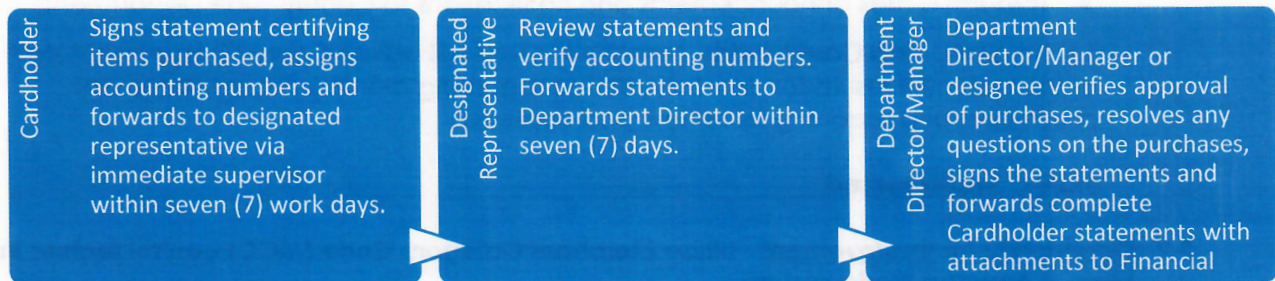 Cardholder
Signs statement certifying
items purchased, assigns
accounting numbers and
forwards to designated
representative via
immediate supervisor
within seven (7) work days.
Designated
Representative
Review statements and
verify accounting numbers.
Forwards statements to
Department Director within
seven (7) days.
Department
Director/Manager
Department
Director/Manager or
designee verifies approval
of purchases, resolves any
questions on the purchases,
signs the statements and
forwards complete
Cardholder statements with
attachments to Financial